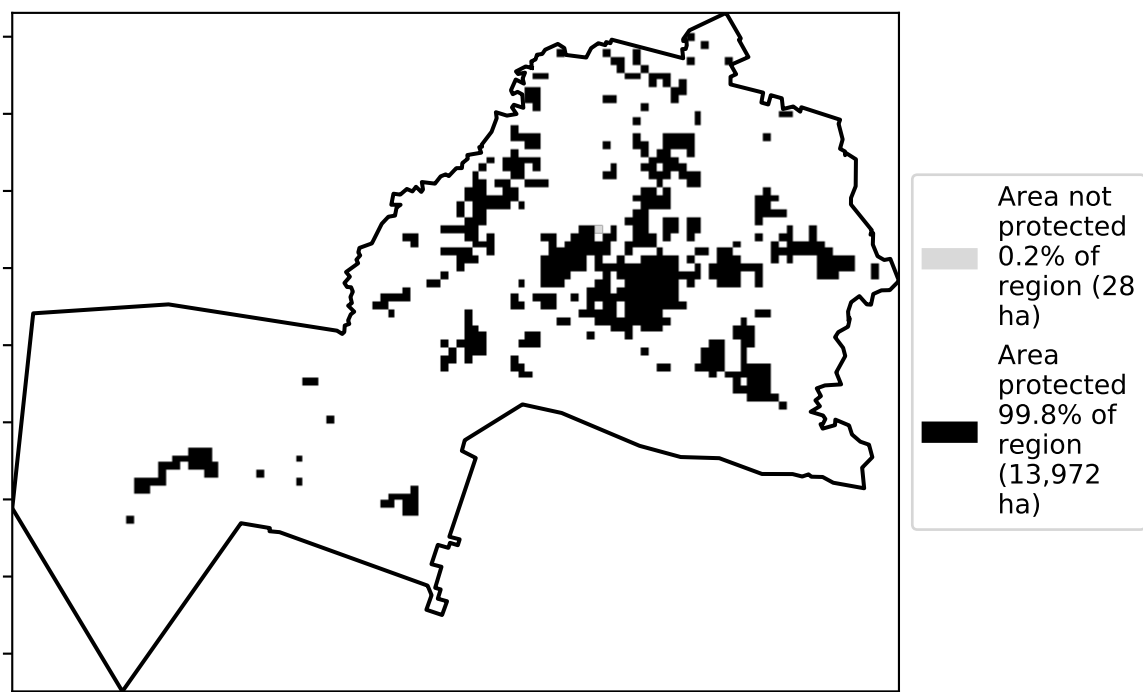 Area not
protected
0.2% of
region (28
ha)
Area
protected
99.8% of
region
(13,972
ha)